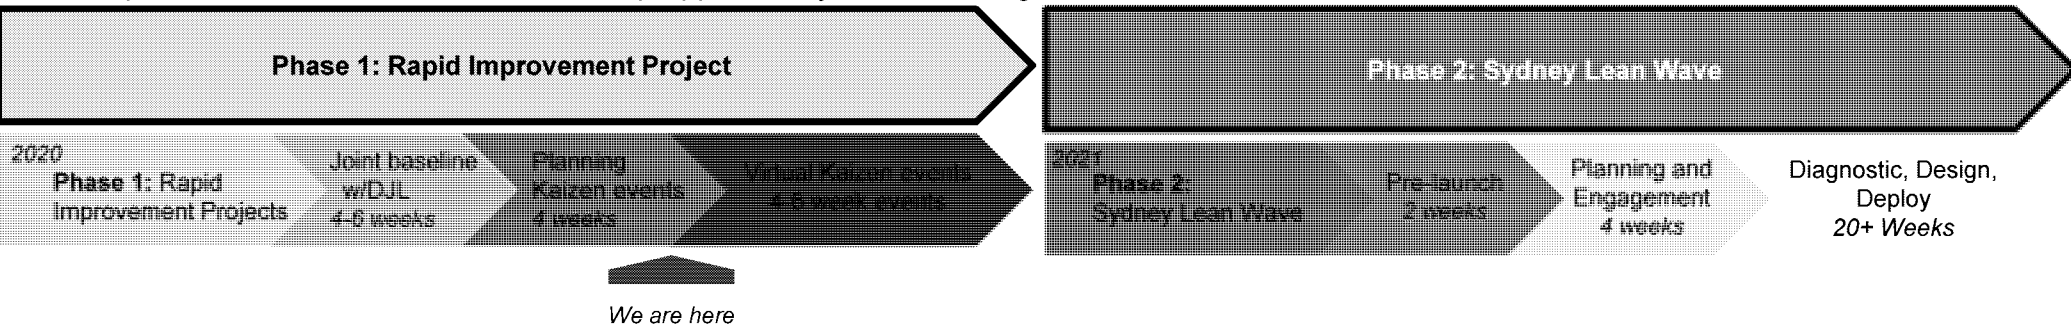 Phase 1: Rapid Improvement Project
Phase 2: Sydney Lean Wave
2020
Phase 1: Rapid
Improvement Projects
Joint baseline
w/DJL
4-6 weeks
Planning
Kaizen events
4 weeks
Virtual Kaizen events
4-6 week events
2021
Phase 2:
Sydney Lean Wave
Pre-launch
2 weeks
Planning and
Engagement
4 weeks
Diagnostic, Design,
Deploy
20+ Weeks
We are here